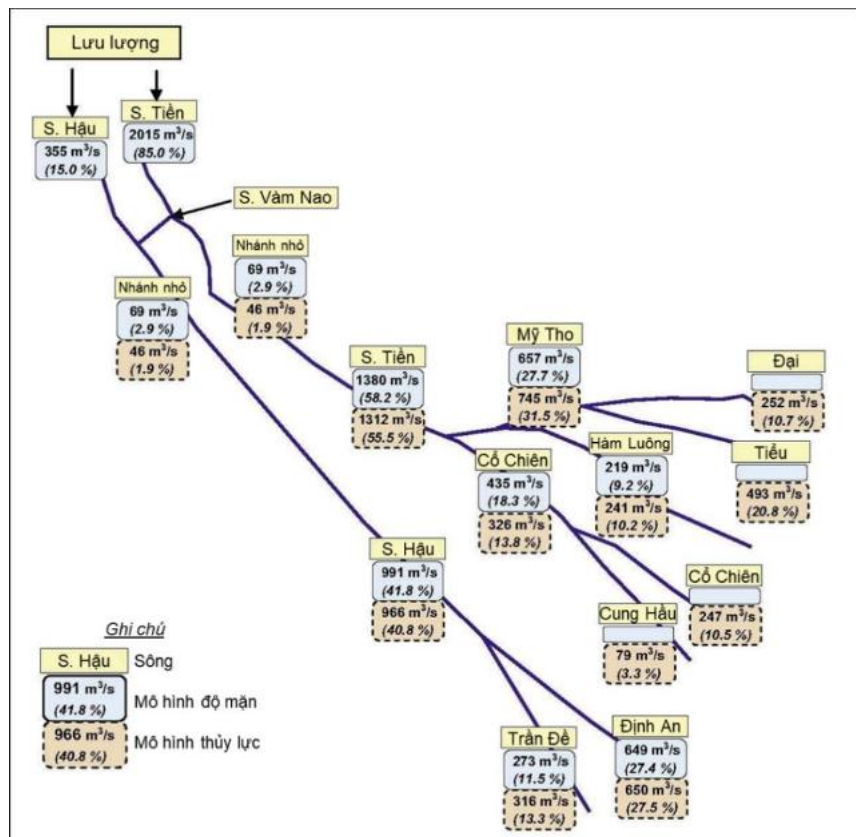 Lưu lượng
S. Hậu
355 m³/s
(15.0 %)
S. Tiền
2015 m³/s
(85.0 %)
S. Vàm Nao
Nhánh nhỏ
69 m³/s
(2.9 %)
46 m³/s
(1.9 %)
Nhánh nhỏ
69 m³/s
(2.9 %)
46 m³/s
(1.9 %)
S. Tiền
1380 m³/s
(58.2 %)
1312 m³/s
(55.5 %)
Mỹ Tho
657 m³/s
(27.7 %)
745 m³/s
(31.5 %)
Đại
252 m³/s
(10.7 %)
Tiểu
493 m³/s
(20.8 %)
Hàm Luông
219 m³/s
(9.2 %)
241 m³/s
(10.2 %)
Cổ Chiên
435 m³/s
(18.3 %)
326 m³/s
(13.8 %)
S. Hậu
991 m³/s
(41.8 %)
966 m³/s
(40.8 %)
Cổ Chiên
247 m³/s
(10.5 %)
Cung Hầu
79 m³/s
(3.3 %)
Trần Đề
273 m³/s
(11.5 %)
316 m³/s
(13.3 %)
Định An
649 m³/s
(27.4 %)
650 m³/s
(27.5 %)
Ghi chú
S. Hậu Sông
991 m³/s
(41.8 %)
Mô hình độ mặn
966 m³/s
(40.8 %)
Mô hình thủy lực